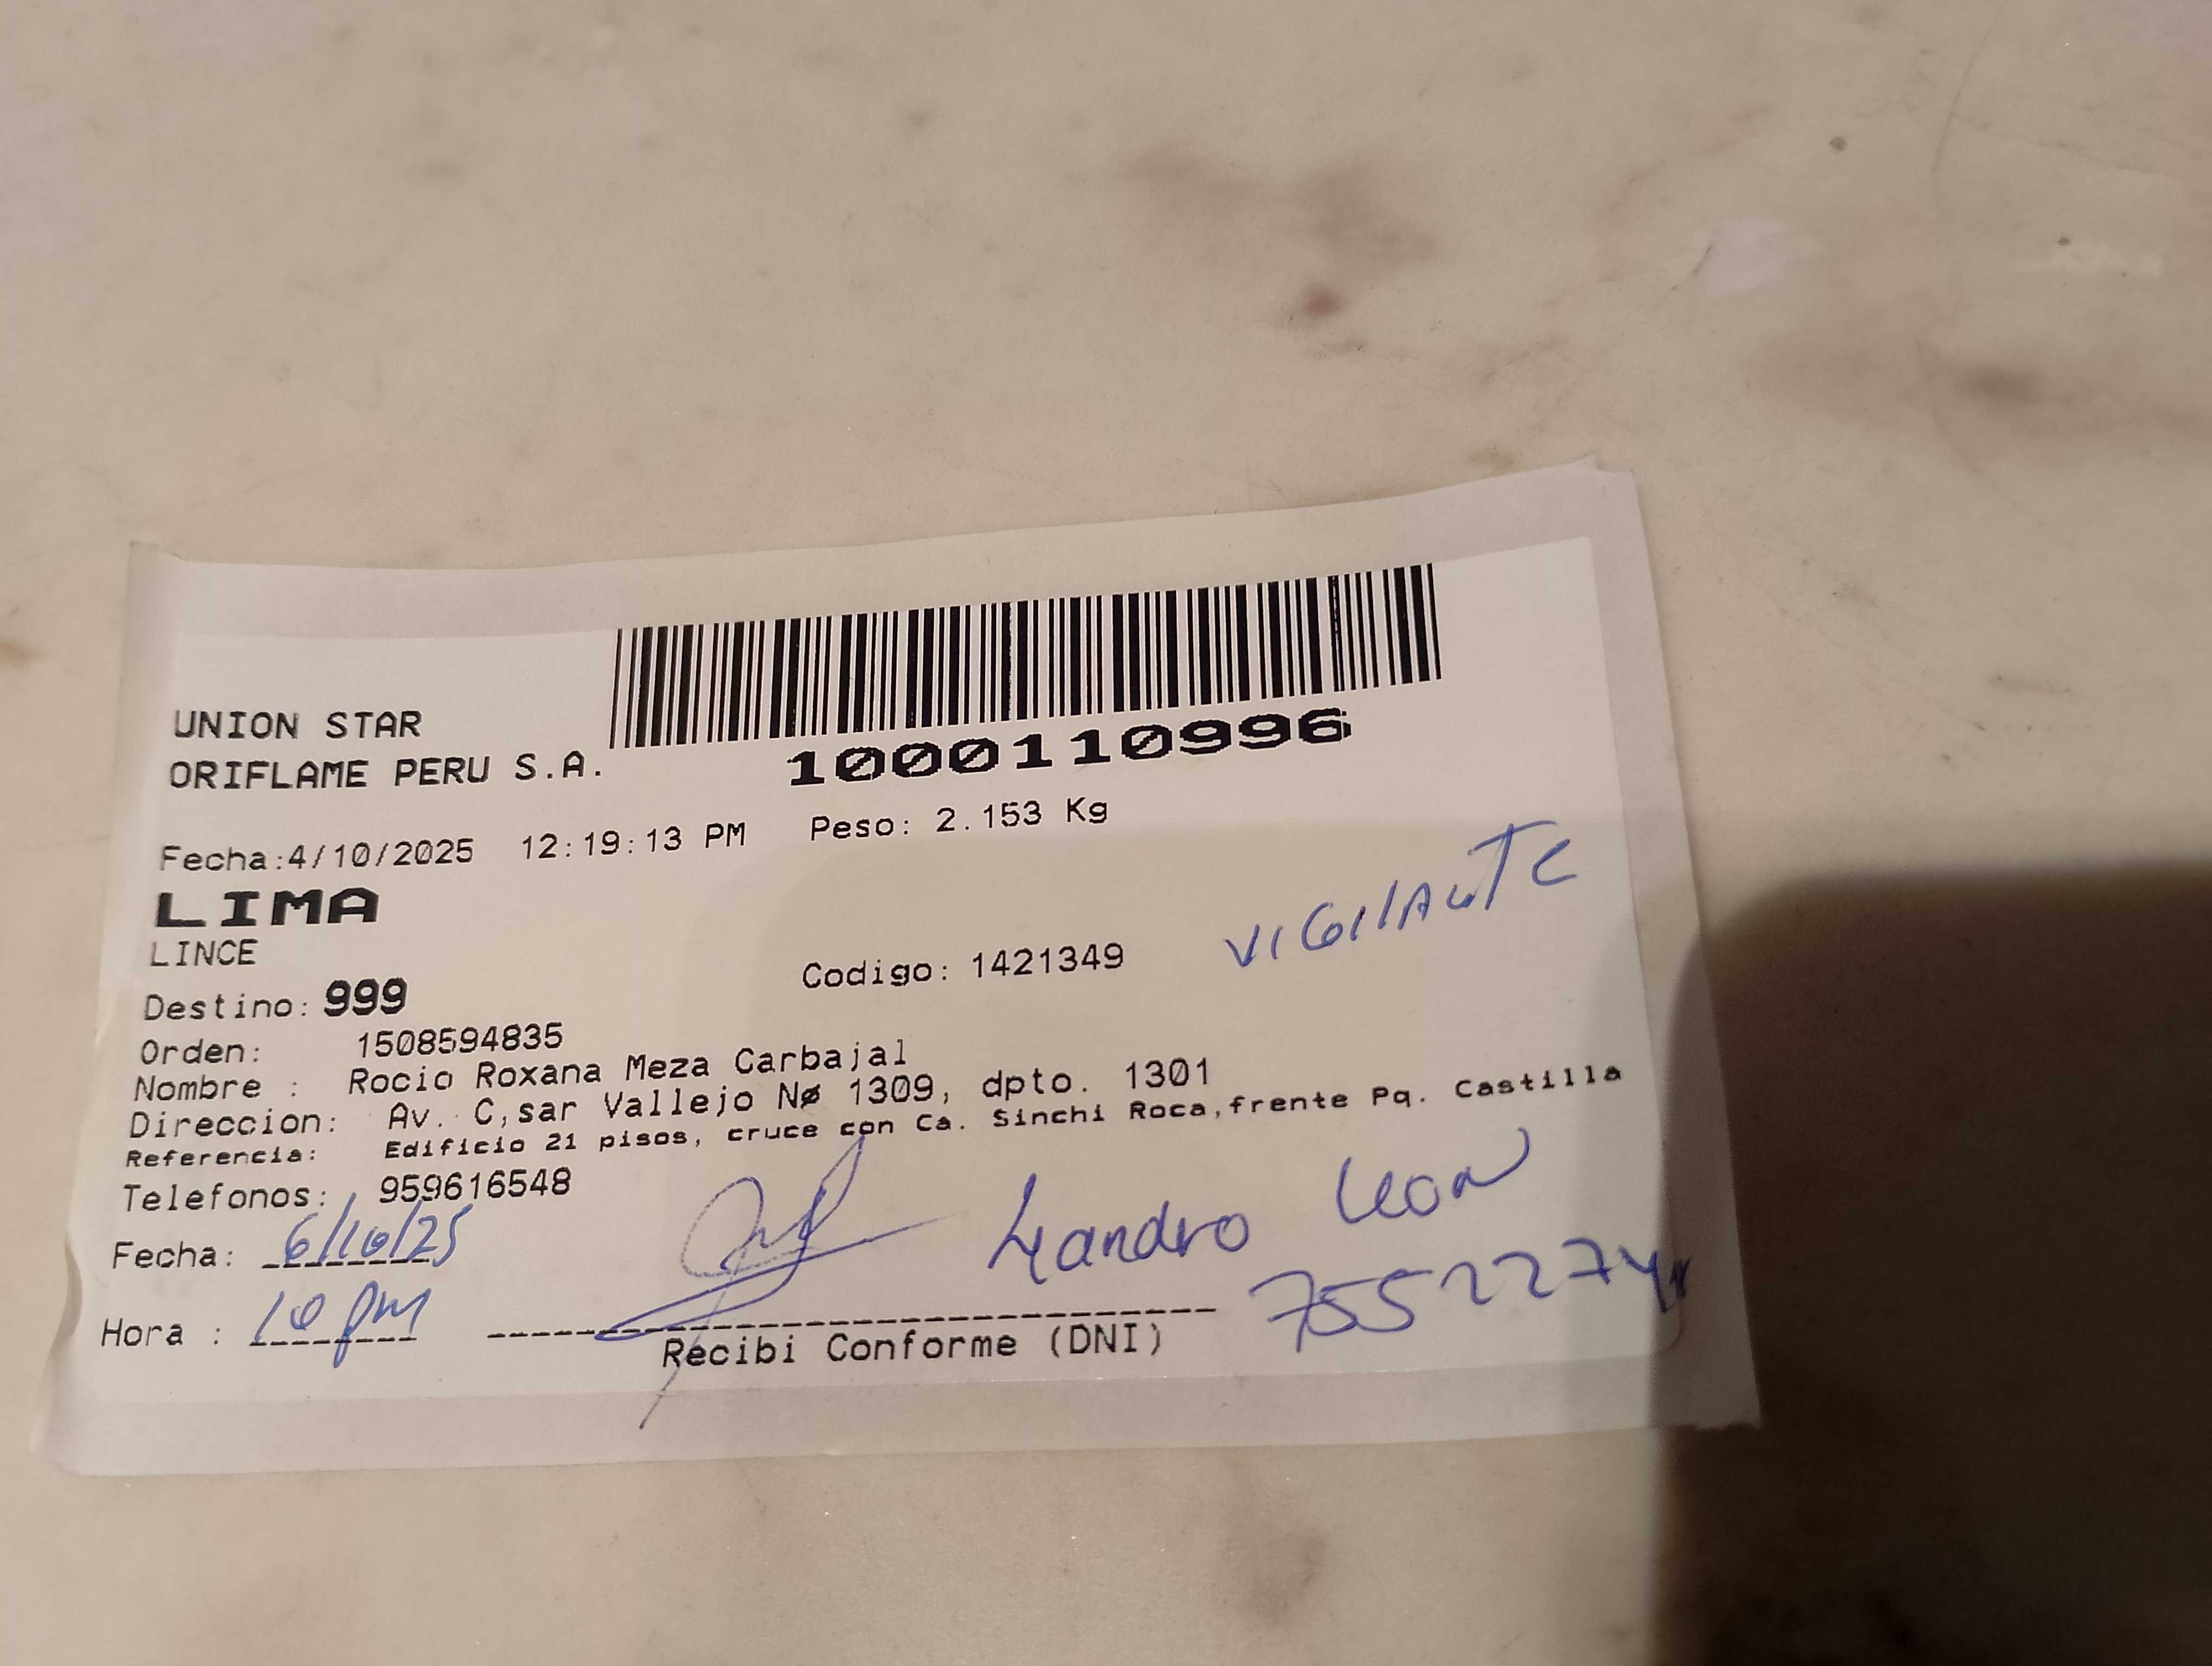 UNION STAR
ORIFLAME PERU S.A.
1000110996
Fecha:4/10/2025 12:19:13 PM Peso: 2.153 Kg
LIMA
LINCE
Codigo: 1421349 VIGILANTE
Destino: 999
Orden: 1508594835
Nombre : Rocio Roxana Meza Carbajal
Direccion: Av. C,sar Vallejo Nø 1309, dpto. 1301
Referencia: Edificio 21 pisos, cruce con Ca. Sinchi Roca,frente Pq. Castilla
Telefonos: 959616548
Fecha: 6/10/25
Leandro Leon
Hora : 10 pm
7552274
Recibi Conforme (DNI)